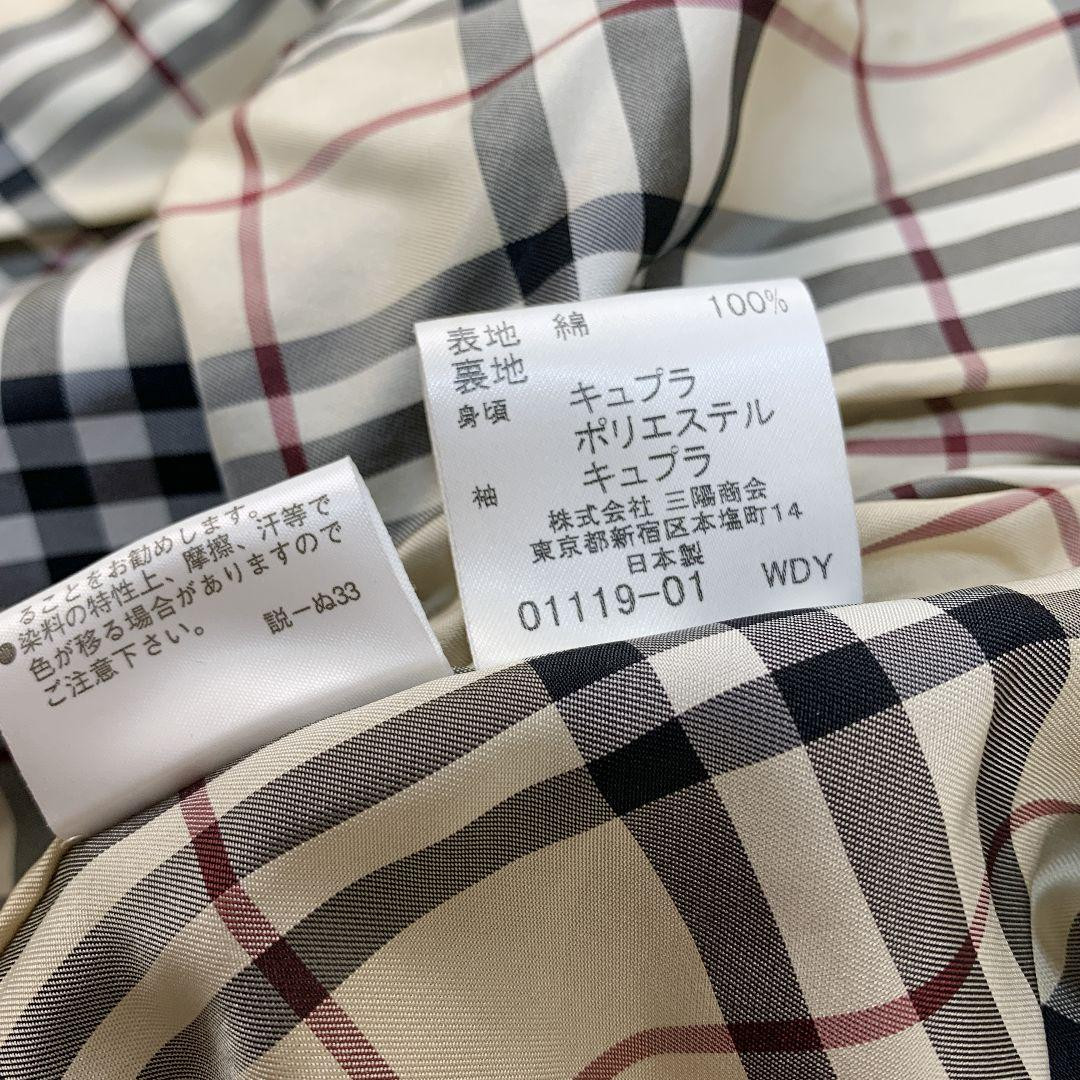 ることをお勧めします。
●染料の特性上、摩擦、汗等で
色が移る場合がありますので
ご注意下さい。
説ーぬ33
表地 綿 100%
裏地
身頃 キュプラ
ポリエステル
袖 キュプラ
株式会社 三陽商会
東京都新宿区本塩町14
日本製
01119-01 WDY